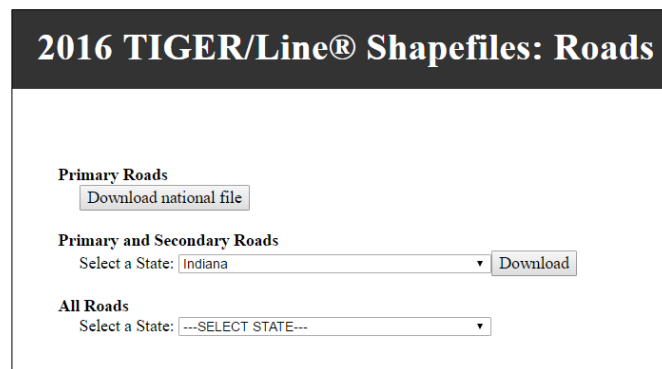 2016 TIGER/Line® Shapefiles: Roads
Primary Roads
Download national file
Primary and Secondary Roads
Select a State: Indiana Download
All Roads
Select a State: ---SELECT STATE---